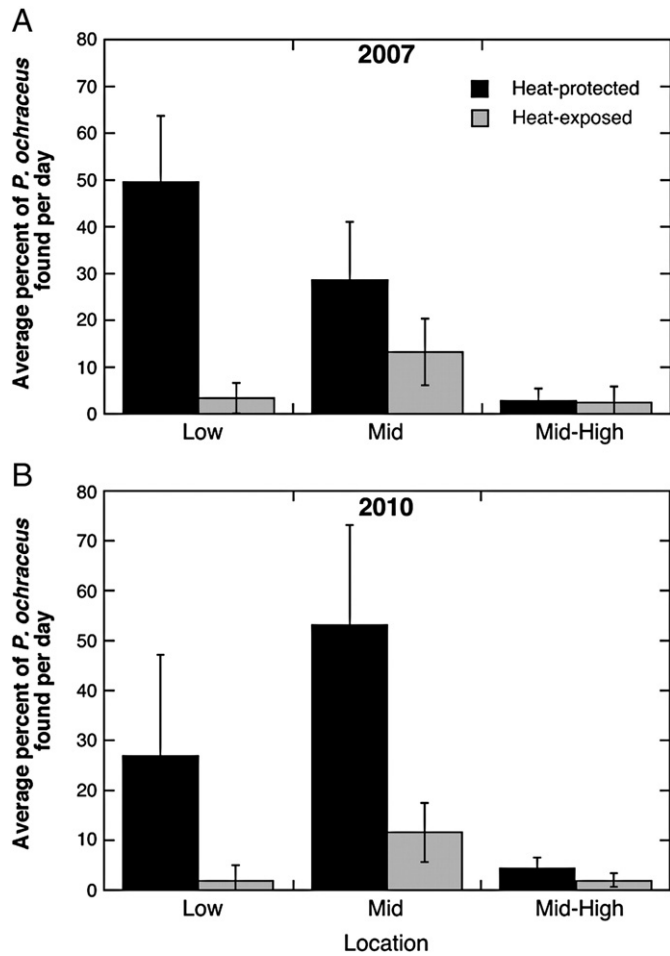 A
2007
Heat-protected
Heat-exposed
Average percent of P. ochraceus
found per day
80
70
60
50
40
30
20
10
0
Low Mid Mid-High
B
2010
Average percent of P. ochraceus
found per day
80
70
60
50
40
30
20
10
0
Low Mid Mid-High
Location